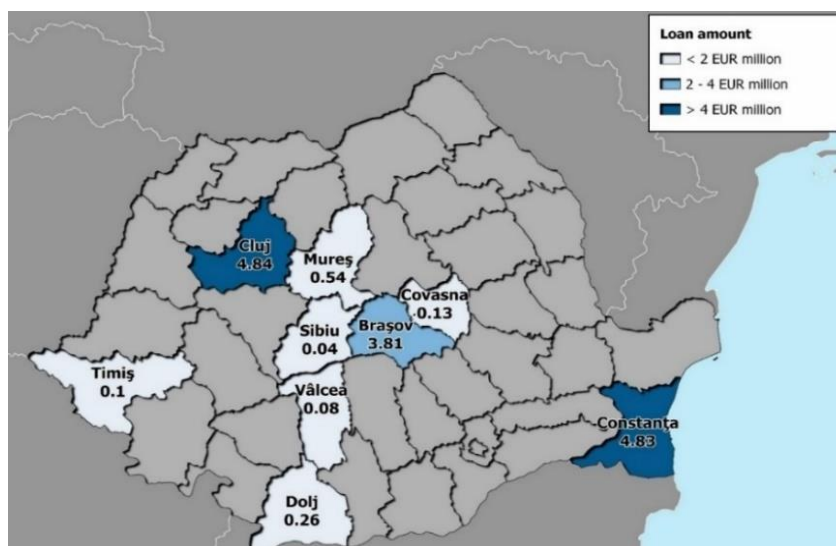 Loan amount
< 2 EUR million
2 - 4 EUR million
> 4 EUR million
Cluj
4.84
Mureş
0.54
Covasna
0.13
Braşov
3.81
Sibiu
0.04
Timiş
0.1
Vâlcea
0.08
Constanţa
4.83
Dolj
0.26